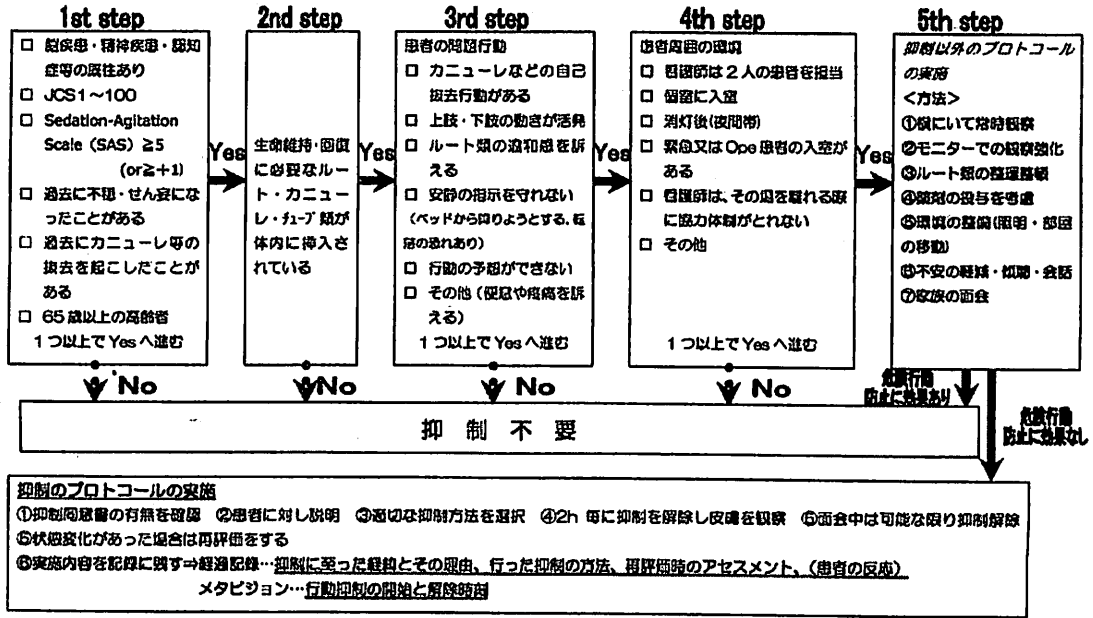 1st step
□ 脳疾患・精神疾患・認知
症等の既往あり
□ JCS1～100
□ Sedation-Agitation
Scale (SAS) ≧5
(or≧+1)
□ 過去に不穏・せん妄にな
ったことがある
□ 過去にカニューレ等の
抜去を起こしたことが
ある
□ 65歳以上の高齢者
1つ以上でYesへ進む
Yes
2nd step
生命維持・回復
に必要なルー
ト・カニュー
レ・チューブ類が
体内に挿入さ
れている
Yes
3rd step
患者の問題行動
□ カニューレなどの自己
抜去行動がある
□ 上肢・下肢の動きが活発
□ ルート類の違和感を訴
える
□ 安静の指示を守れない
(ベッドから抑りようとする、転
落の恐れあり)
□ 行動の予想ができない
□ その他(便意や疼痛を訴
える)
1つ以上でYesへ進む
Yes
4th step
患者周囲の環境
□ 看護師は2人の患者を担当
□ 個室に入室
□ 消灯後(夜間帯)
□ 緊急又はOpe患者の入室が
ある
□ 看護師は、その場を離れる際
に協力体制がとれない
□ その他
1つ以上でYesへ進む
Yes
5th step
抑制以外のプロトコール
の実施
<方法>
①側にいて常時観察
②モニターでの観察強化
③ルート類の整理整頓
④薬剤の投与を考慮
⑤環境の整備(照明・部屋
の移動)
⑥不安の軽減・傾聴・会話
⑦家族の面会
No
No
No
No
危険行動
防止に効果あり
危険行動
防止に効果なし
抑制不要
抑制のプロトコールの実施
①抑制同意書の有無を確認 ②患者に対し説明 ③適切な抑制方法を選択 ④2h毎に抑制を解除し皮膚を観察 ⑤面会中は可能な限り抑制解除
⑤状態変化があった場合は再評価をする
⑥実施内容を記録に残す⇒経過記録…抑制に至った経緯とその理由、行った抑制の方法、再評価時のアセスメント、(患者の反応)
メタビジョン…行動抑制の開始と解除時刻